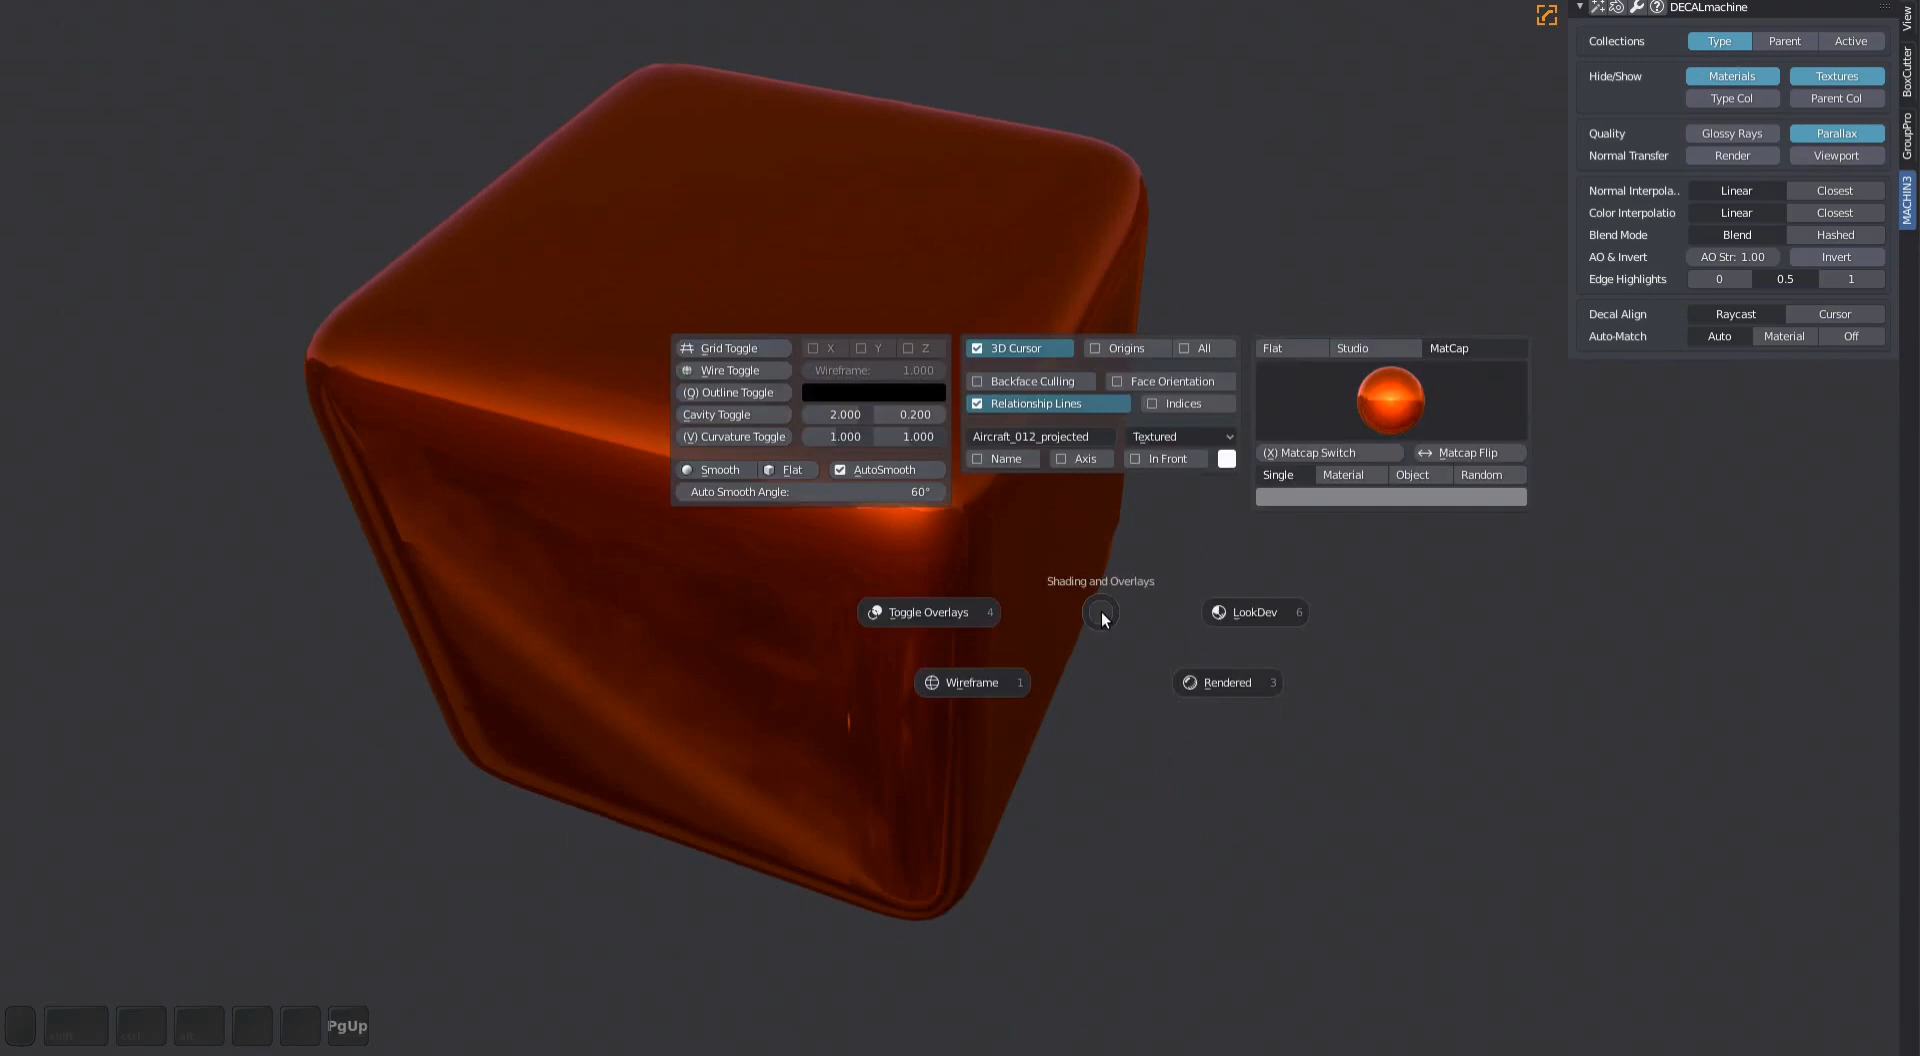 DECALmachine
Collections Type Parent Active
Hide/Show Materials Textures
Type Col Parent Col
Quality Glossy Rays Parallax
Normal Transfer Render Viewport
Normal Interpola.. Linear Closest
Color Interpolatio Linear Closest
Blend Mode Blend Hashed
AO & Invert AO Str: 1.00 Invert
Edge Highlights 0 0.5 1
Decal Align Raycast Cursor
Auto-Match Auto Material Off
View
BoxCutter
GroupPro
MACHIN3
Grid Toggle X Y Z
Wire Toggle Wireframe: 1.000
(Q) Outline Toggle
Cavity Toggle 2.000 0.200
(V) Curvature Toggle 1.000 1.000
Smooth Flat AutoSmooth
Auto Smooth Angle: 60°
3D Cursor Origins All
Backface Culling Face Orientation
Relationship Lines Indices
Aircraft_012_projected Textured
Name Axis In Front
Flat Studio MatCap
(X) Matcap Switch Matcap Flip
Single Material Object Random
Shading and Overlays
Toggle Overlays 4
LookDev 6
Wireframe 1
Rendered 3
shift ctrl alt PgUp